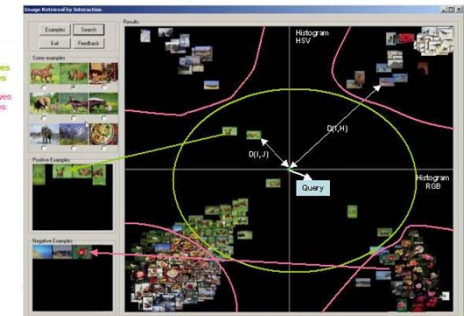 Image Retrieval by Interaction
Examples
Search
Exit
Feedback
Some examples
Positive Examples
Negative Examples
Results
Histogram
HSV
D(I,J)
D(I,H)
Query
Histogram
RGB